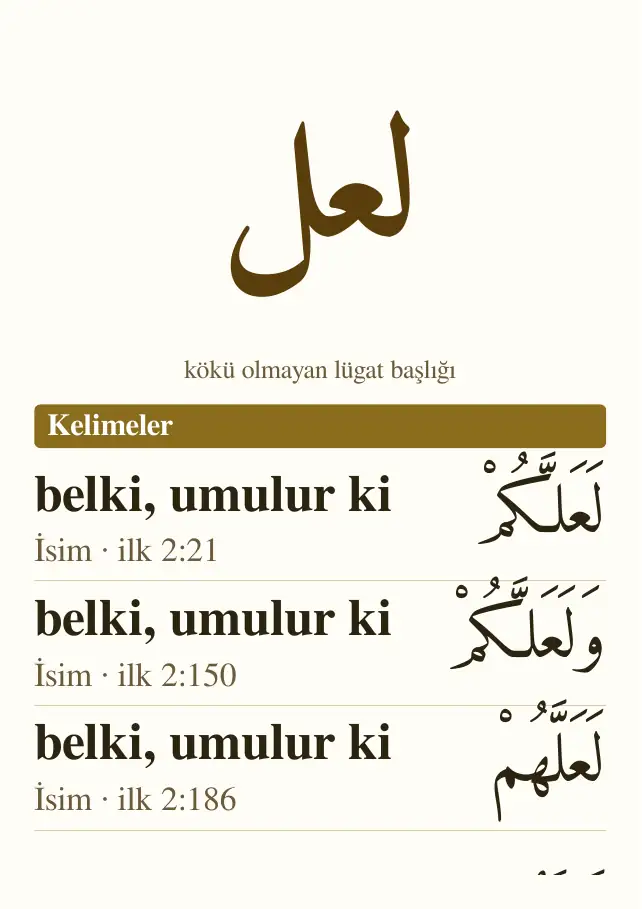 لعل
kökü olmayan lügat başlığı
Kelimeler
belki, umulur ki لَعَلَّكُمْ
İsim · ilk 2:21
belki, umulur ki وَلَعَلَّكُمْ
İsim · ilk 2:150
belki, umulur ki لَعَلَّهُمْ
İsim · ilk 2:186